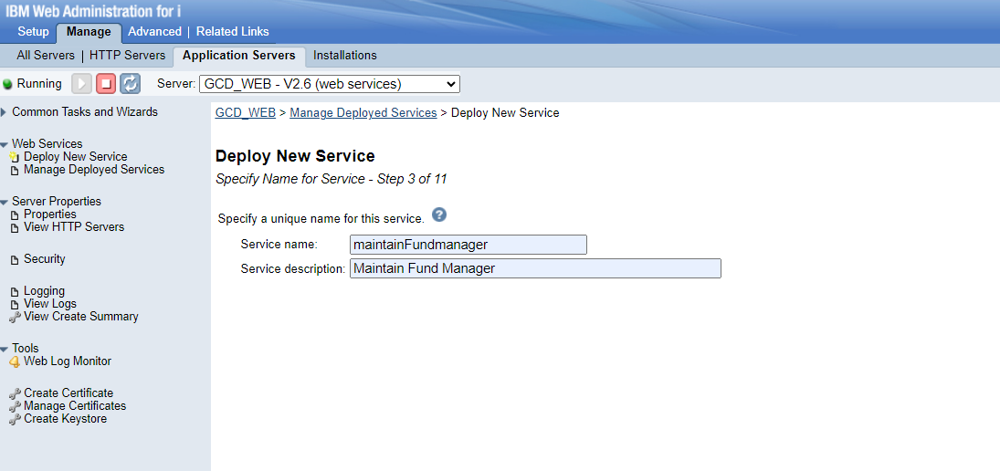 IBM Web Administration for i
Setup Manage Advanced | Related Links
All Servers | HTTP Servers Application Servers Installations
Running Server: GCD_WEB - V2.6 (web services)
Common Tasks and Wizards
Web Services
Deploy New Service
Manage Deployed Services
Server Properties
Properties
View HTTP Servers
Security
Logging
View Logs
View Create Summary
Tools
Web Log Monitor
Create Certificate
Manage Certificates
Create Keystore
GCD_WEB > Manage Deployed Services > Deploy New Service
Deploy New Service
Specify Name for Service - Step 3 of 11
Specify a unique name for this service. ?
Service name: maintainFundmanager
Service description: Maintain Fund Manager